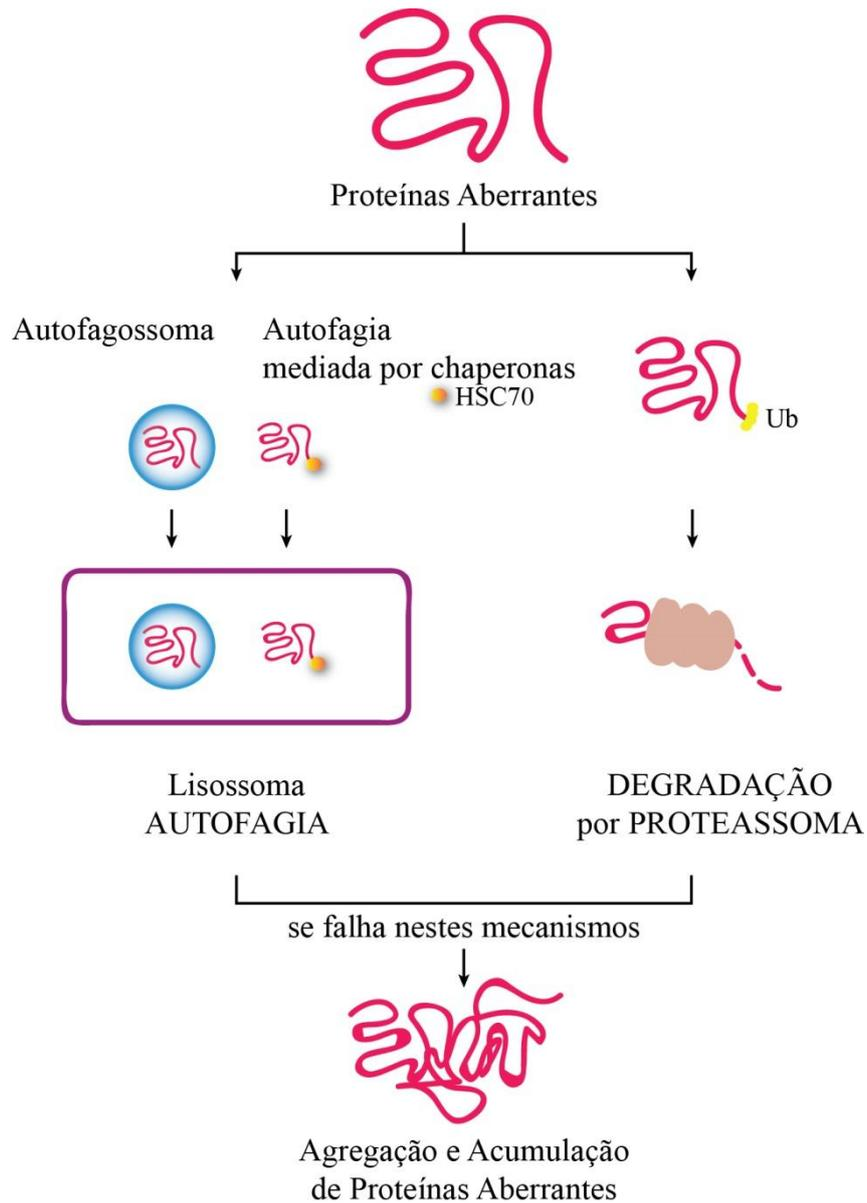 Proteínas Aberrantes
Autofagossoma
Autofagia
mediada por chaperonas
HSC70
Ub
Lisossoma
AUTOFAGIA
DEGRADAÇÃO
por PROTEASSOMA
se falha nestes mecanismos
Agregação e Acumulação
de Proteínas Aberrantes